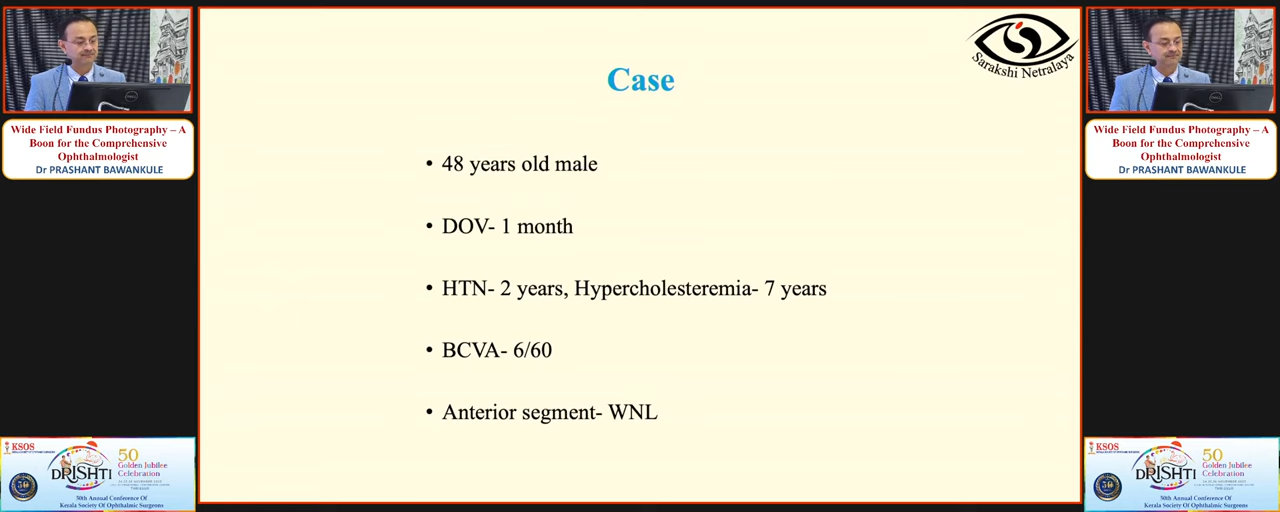 Wide Field Fundus Photography – A
Boon for the Comprehensive
Ophthalmologist
Dr PRASHANT BAWANKULE
KSOS
50
Golden Jubilee
Celebration
DRISHTI
50th Annual Conference Of
Kerala Society Of Ophthalmic Surgeons
Sarakshi Netralaya
Case
• 48 years old male
• DOV- 1 month
• HTN- 2 years, Hypercholesteremia- 7 years
• BCVA- 6/60
• Anterior segment- WNL
Wide Field Fundus Photography – A
Boon for the Comprehensive
Ophthalmologist
Dr PRASHANT BAWANKULE
KSOS
50
Golden Jubilee
Celebration
DRISHTI
50th Annual Conference Of
Kerala Society Of Ophthalmic Surgeons